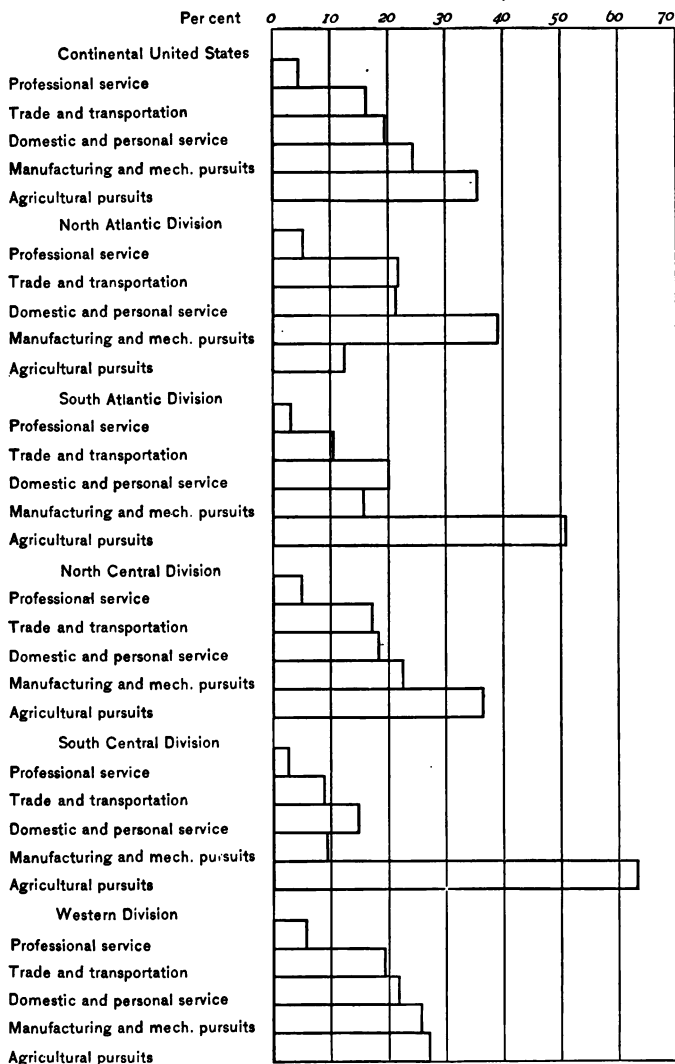 Per cent 0 10 20 30 40 50 60 70
Continental United States
Professional service
Trade and transportation
Domestic and personal service
Manufacturing and mech. pursuits
Agricultural pursuits
North Atlantic Division
Professional service
Trade and transportation
Domestic and personal service
Manufacturing and mech. pursuits
Agricultural pursuits
South Atlantic Division
Professional service
Trade and transportation
Domestic and personal service
Manufacturing and mech. pursuits
Agricultural pursuits
North Central Division
Professional service
Trade and transportation
Domestic and personal service
Manufacturing and mech. pursuits
Agricultural pursuits
South Central Division
Professional service
Trade and transportation
Domestic and personal service
Manufacturing and mech. pursuits
Agricultural pursuits
Western Division
Professional service
Trade and transportation
Domestic and personal service
Manufacturing and mech. pursuits
Agricultural pursuits